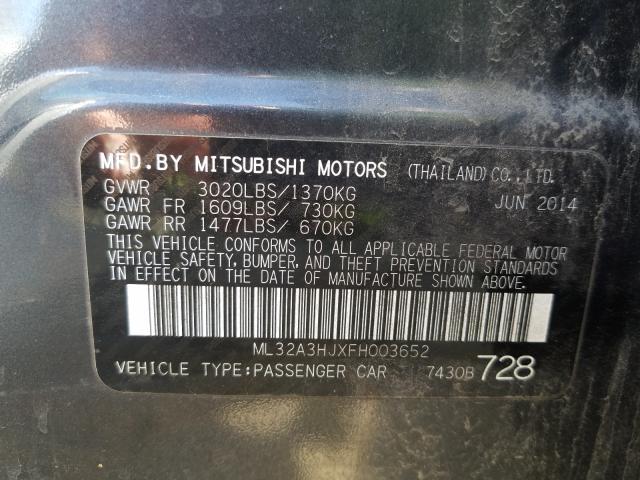 MFD.BY MITSUBISHI MOTORS (THAILAND)CO.,LTD.
GVWR 3020LBS/1370KG JUN 2014
GAWR FR 1609LBS/ 730KG
GAWR RR 1477LBS/ 670KG
THIS VEHICLE CONFORMS TO ALL APPLICABLE FEDERAL MOTOR
VEHICLE SAFETY, BUMPER, AND THEFT PREVENTION STANDARDS
IN EFFECT ON THE DATE OF MANUFACTURE SHOWN ABOVE.
ML32A3HJXFH003652
VEHICLE TYPE:PASSENGER CAR 7430B 728